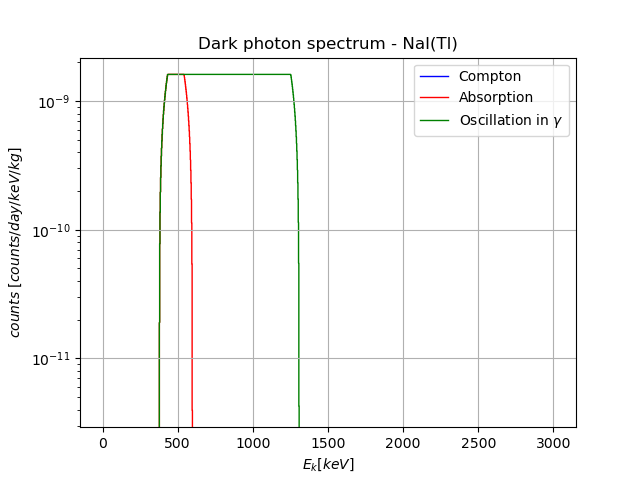 Dark photon spectrum - NaI(Tl)
Compton
Absorption
Oscillation in γ
10⁻⁹
10⁻¹⁰
10⁻¹¹
counts [counts/day/keV/kg]
0 500 1000 1500 2000 2500 3000
E_k[keV]